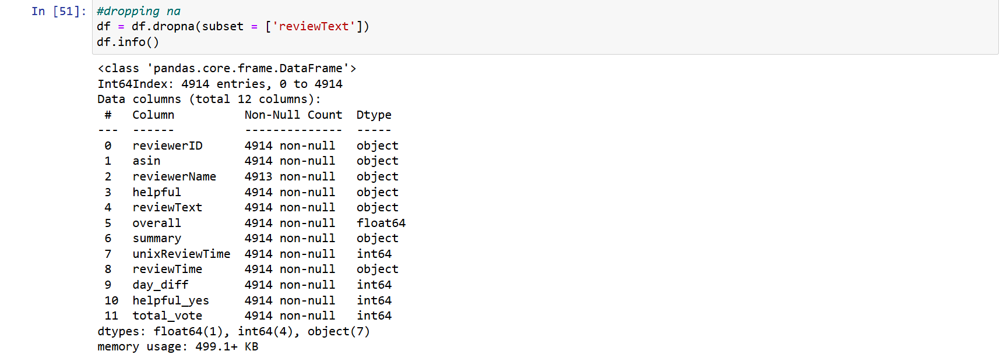 In [51]: #dropping na
df = df.dropna(subset = ['reviewText'])
df.info()
<class 'pandas.core.frame.DataFrame'>
Int64Index: 4914 entries, 0 to 4914
Data columns (total 12 columns):
 #   Column          Non-Null Count  Dtype
---  ------          --------------  -----
 0   reviewerID      4914 non-null   object
 1   asin            4914 non-null   object
 2   reviewerName    4913 non-null   object
 3   helpful         4914 non-null   object
 4   reviewText      4914 non-null   object
 5   overall         4914 non-null   float64
 6   summary         4914 non-null   object
 7   unixReviewTime  4914 non-null   int64
 8   reviewTime      4914 non-null   object
 9   day_diff        4914 non-null   int64
 10  helpful_yes     4914 non-null   int64
 11  total_vote      4914 non-null   int64
dtypes: float64(1), int64(4), object(7)
memory usage: 499.1+ KB